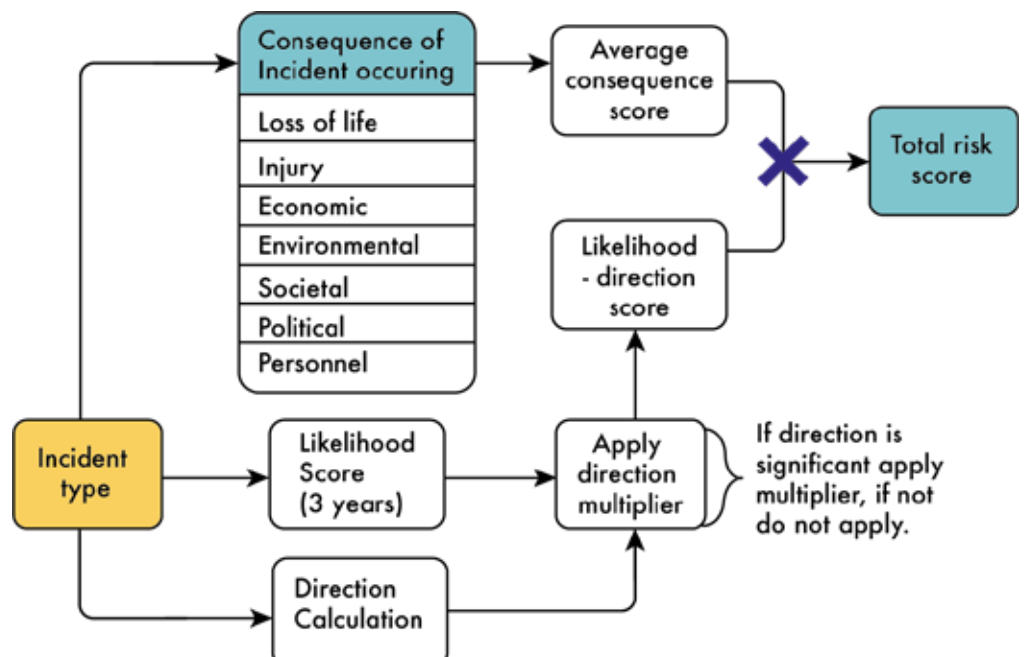 Consequence of
Incident occuring
Loss of life
Injury
Economic
Environmental
Societal
Political
Personnel
Average
consequence
score
Total risk
score
Likelihood
- direction
score
Incident
type
Likelihood
Score
(3 years)
Apply
direction
multiplier
If direction is
significant apply
multiplier, if not
do not apply.
Direction
Calculation